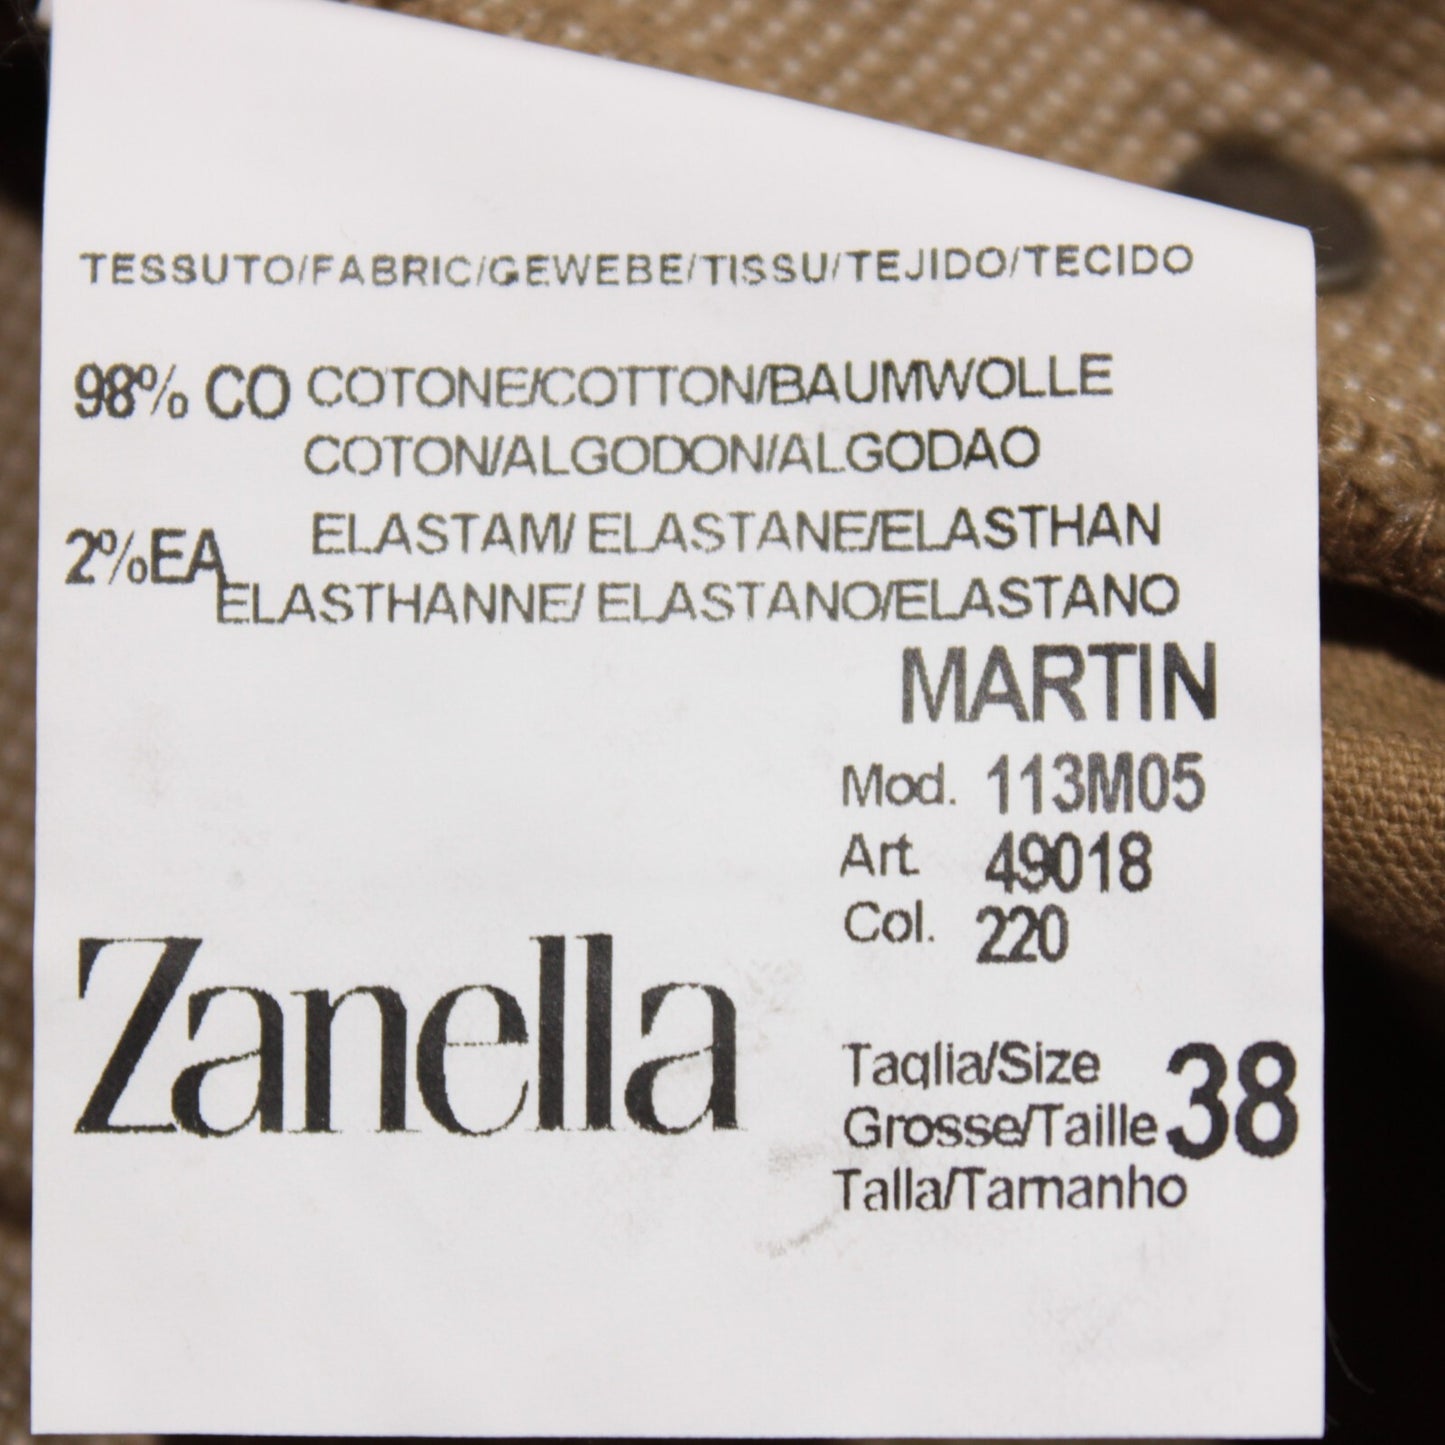 TESSUTO/FABRIC/GEWEBE/TISSU/TEJIDO/TECIDO
98% CO COTONE/COTTON/BAUMWOLLE
COTON/ALGODON/ALGODAO
2%EA ELASTAM/ ELASTANE/ELASTHAN
ELASTHANNE/ ELASTANO/ELASTANO
MARTIN
Mod. 113M05
Art. 49018
Col. 220
Zanella
Taglia/Size
Grosse/Taille 38
Talla/Tamanho